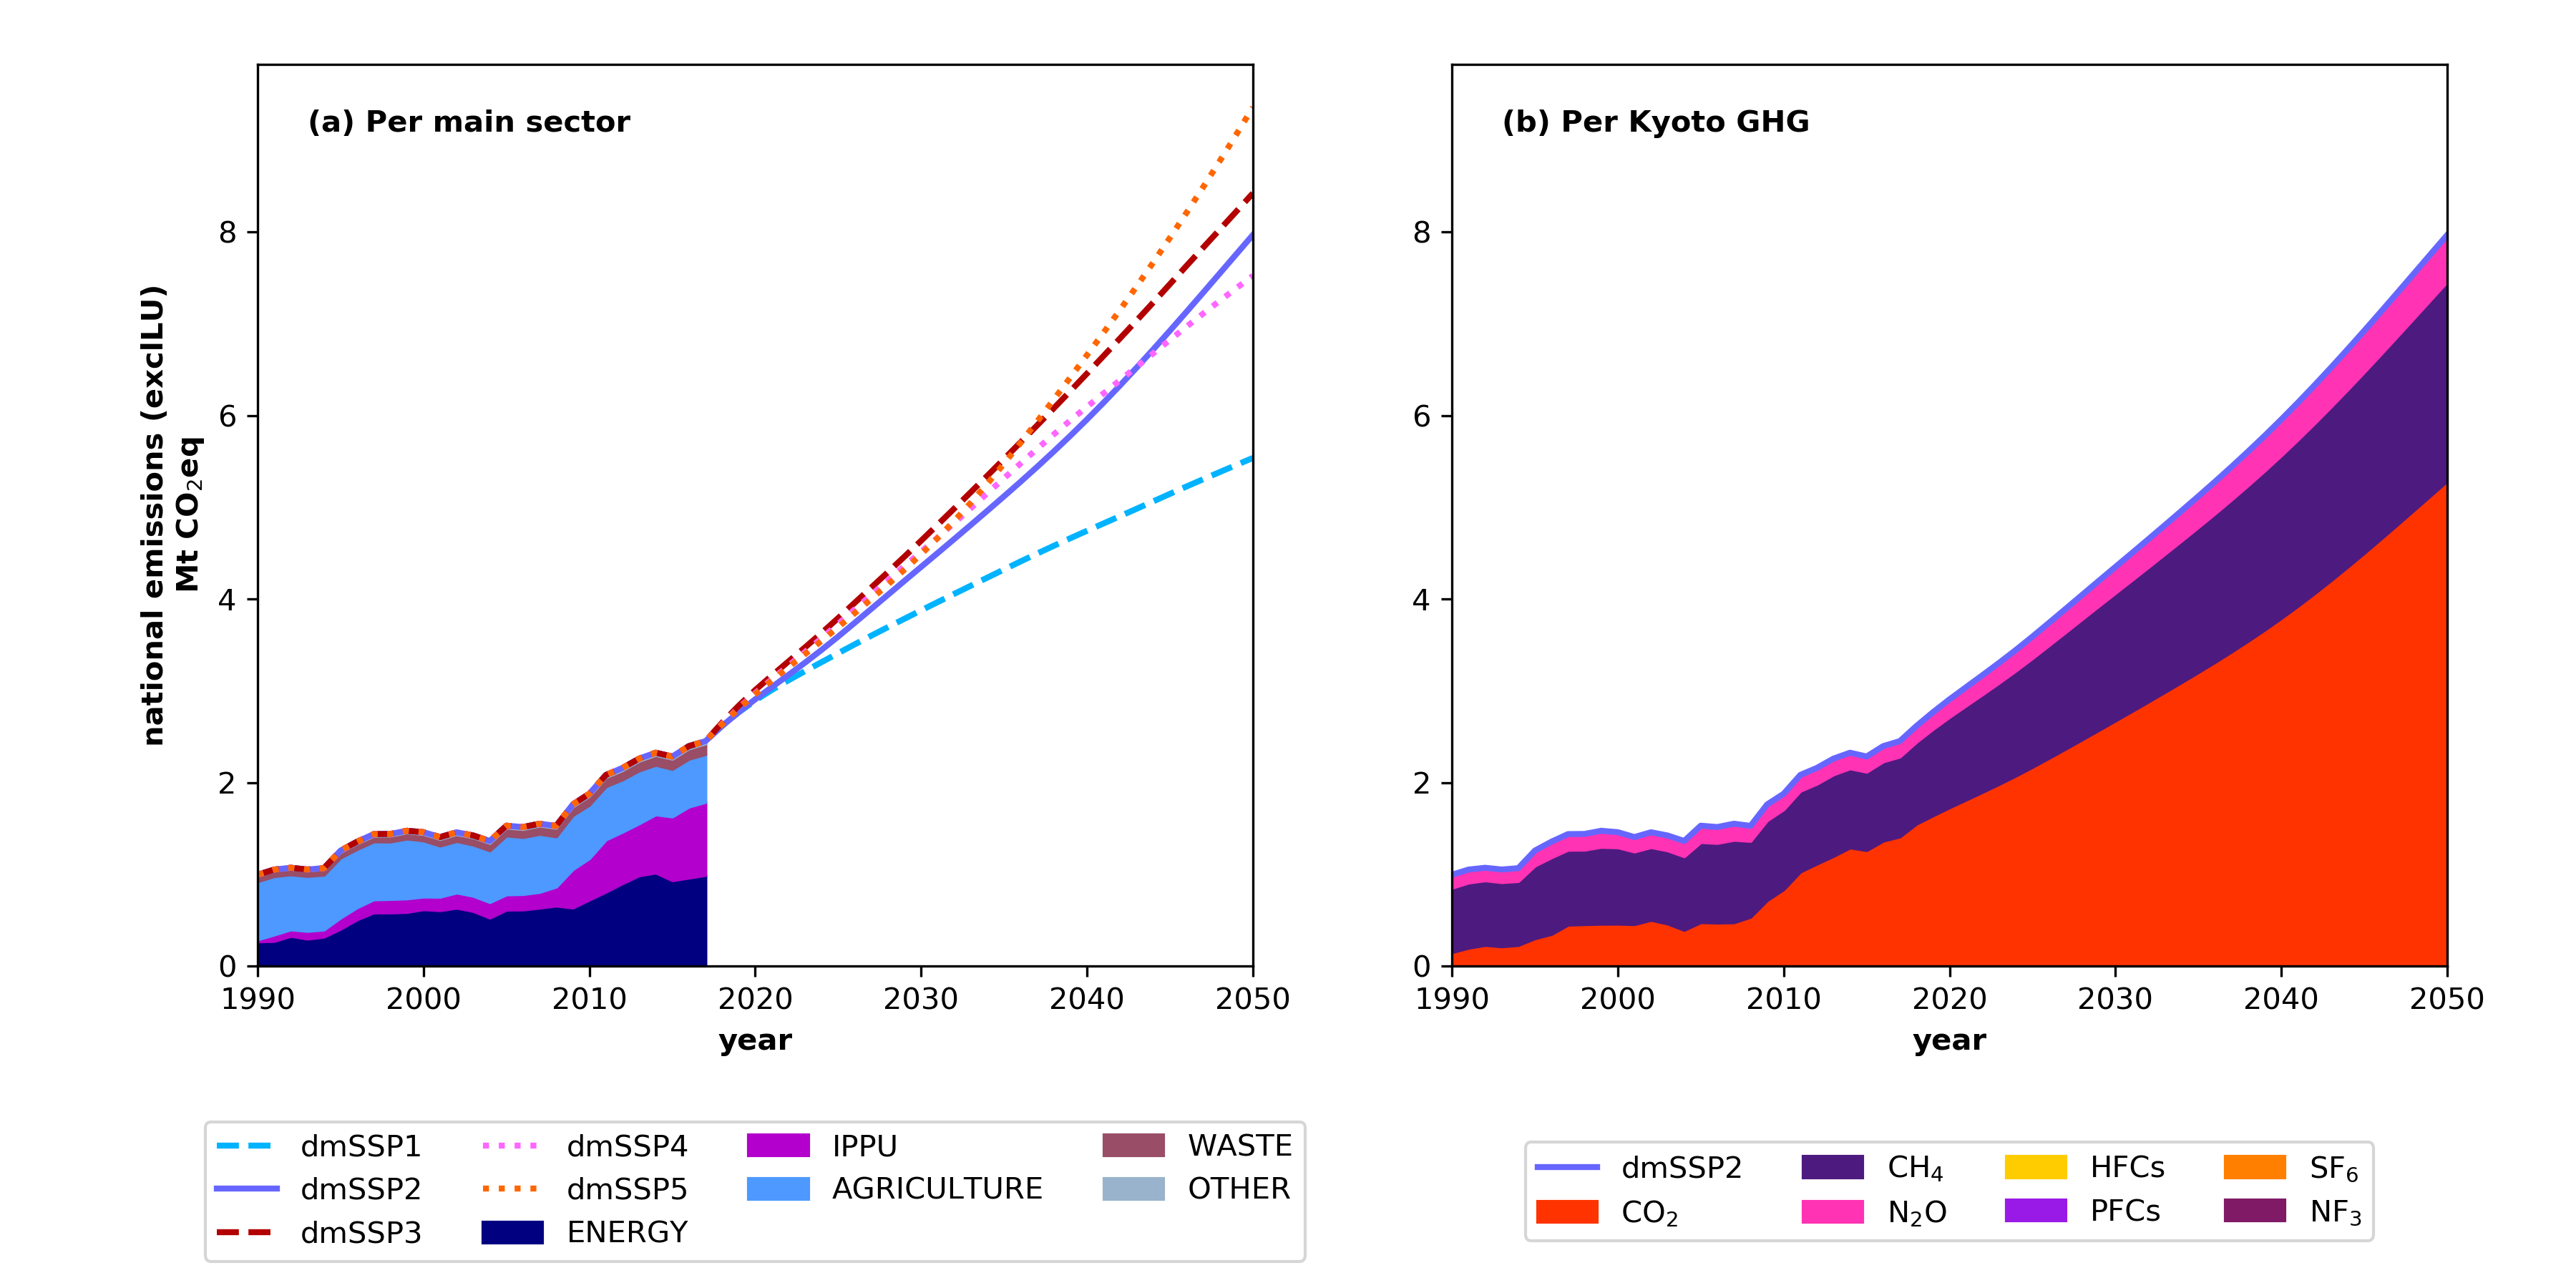 (a) Per main sector
national emissions (exclLU)
Mt CO₂eq
0
2
4
6
8
1990
2000
2010
2020
2030
2040
2050
year
dmSSP1
dmSSP2
dmSSP3
dmSSP4
dmSSP5
ENERGY
IPPU
AGRICULTURE
WASTE
OTHER
(b) Per Kyoto GHG
0
2
4
6
8
1990
2000
2010
2020
2030
2040
2050
year
dmSSP2
CO₂
CH₄
N₂O
HFCs
PFCs
SF₆
NF₃